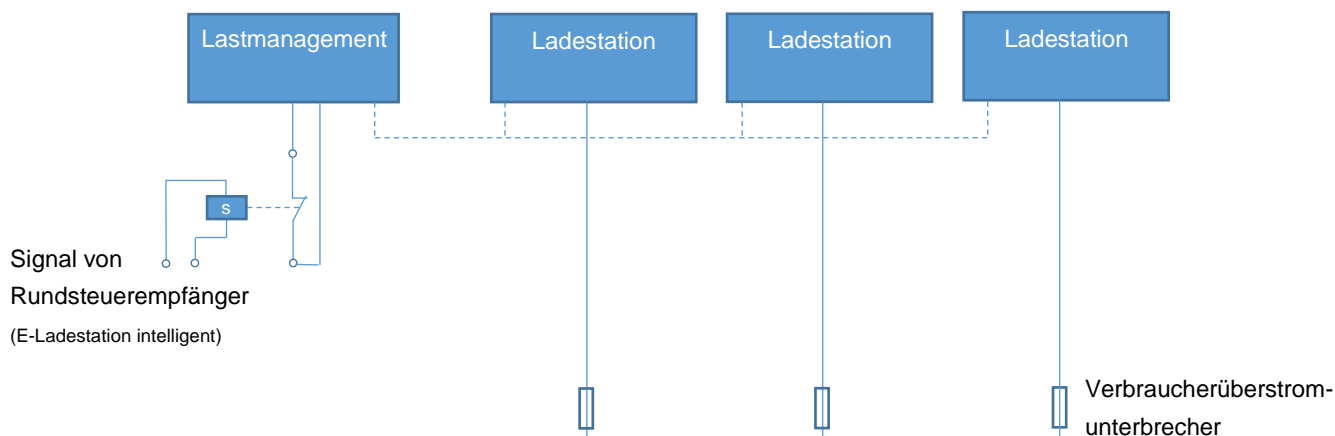 Lastmanagement
Ladestation
Ladestation
Ladestation
S
Signal von
Rundsteuerempfänger
(E-Ladestation intelligent)
Verbraucherüberstrom-
unterbrecher